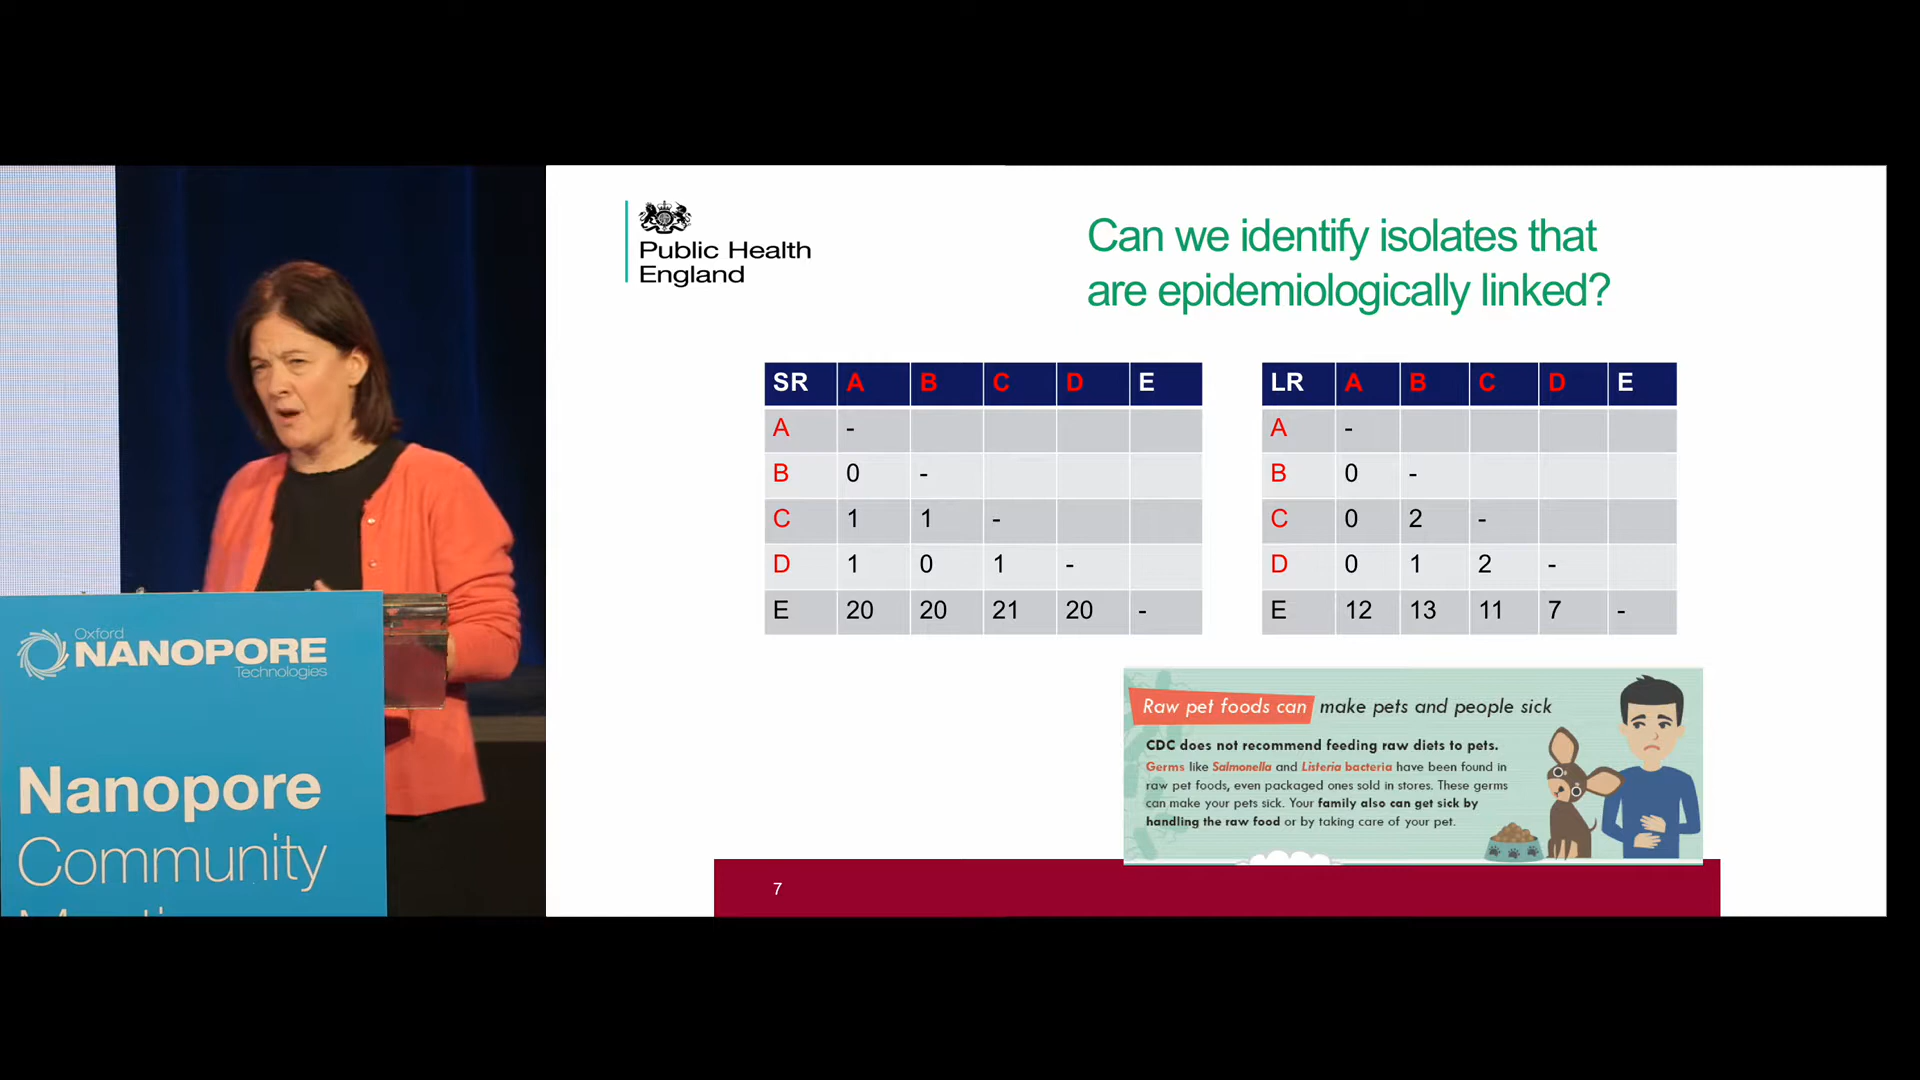 Public Health
England
Can we identify isolates that
are epidemiologically linked?
SR A B C D E
A -
B 0 -
C 1 1 -
D 1 0 1 -
E 20 20 21 20 -
LR A B C D E
A -
B 0 -
C 0 2 -
D 0 1 2 -
E 12 13 11 7 -
Raw pet foods can make pets and people sick
CDC does not recommend feeding raw diets to pets.
Germs like Salmonella and Listeria bacteria have been found in
raw pet foods, even packaged ones sold in stores. These germs
can make your pets sick. Your family also can get sick by
handling the raw food or by taking care of your pet.
7
Oxford
NANOPORE
Technologies
Nanopore
Community